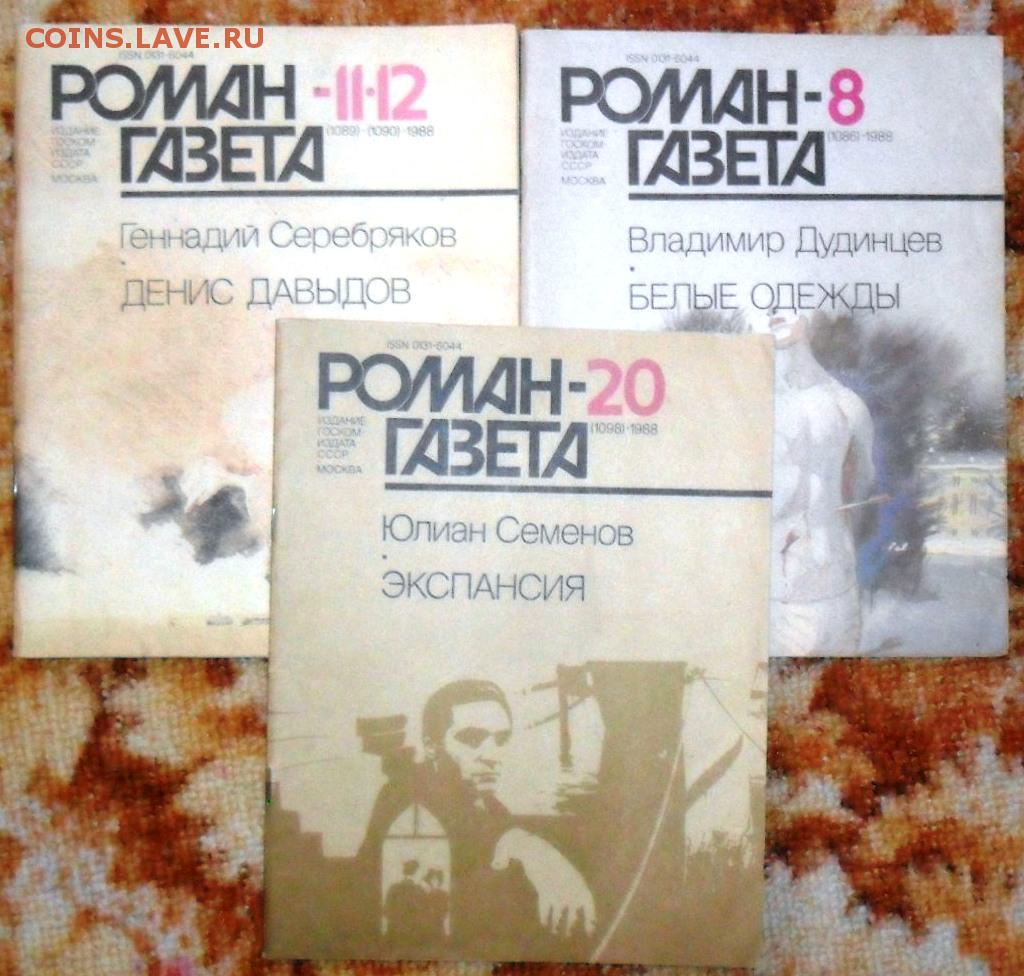 COINS.LAVE.RU
ISSN 0131-6044
РОМАН -11·12
ГАЗЕТА
(1089)·(1090)·1988
ИЗДАНИЕ
ГОСКОМ-
ИЗДАТА
СССР
МОСКВА
Геннадий Серебряков
ДЕНИС ДАВЫДОВ
ISSN 0131-6044
РОМАН-8
ГАЗЕТА
(1086)·1988
ИЗДАНИЕ
ГОСКОМ-
ИЗДАТА
СССР
МОСКВА
Владимир Дудинцев
БЕЛЫЕ ОДЕЖДЫ
ISSN 0131-6044
РОМАН-20
ГАЗЕТА
(1098)·1988
ИЗДАНИЕ
ГОСКОМ-
ИЗДАТА
СССР
МОСКВА
Юлиан Семенов
ЭКСПАНСИЯ